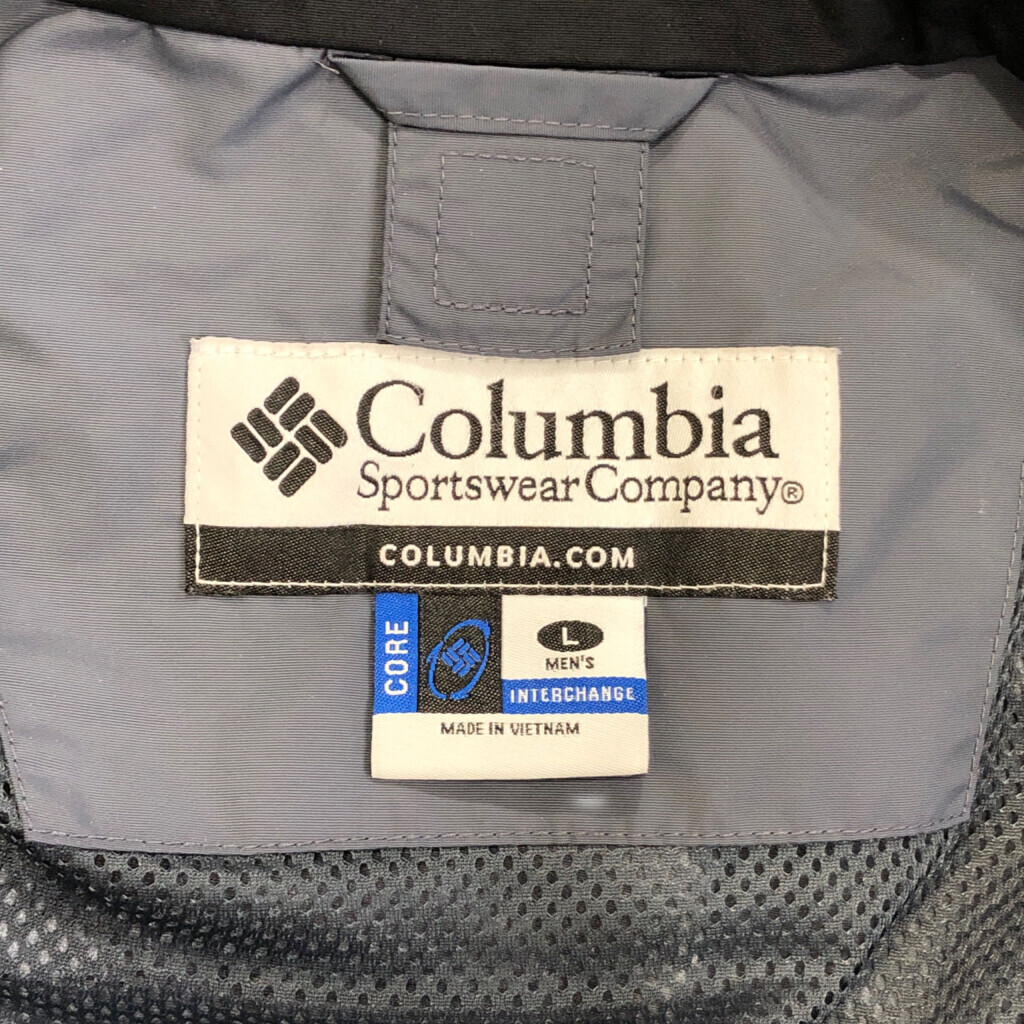 Columbia
Sportswear Company®
COLUMBIA.COM
CORE
L
MEN'S
INTERCHANGE
MADE IN VIETNAM